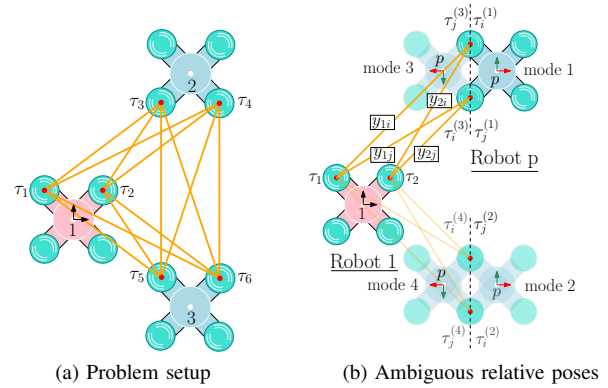 2
τ3
τ4
τ1
τ2
1
τ5
τ6
3
(a) Problem setup
τj(3) τi(1)
mode 3
p
p
mode 1
y1i
y2i
τi(3) τj(1)
y1j
y2j
Robot p
τ1
τ2
1
Robot 1
τi(4) τj(2)
mode 4
p
p
mode 2
τj(4) τi(2)
(b) Ambiguous relative poses